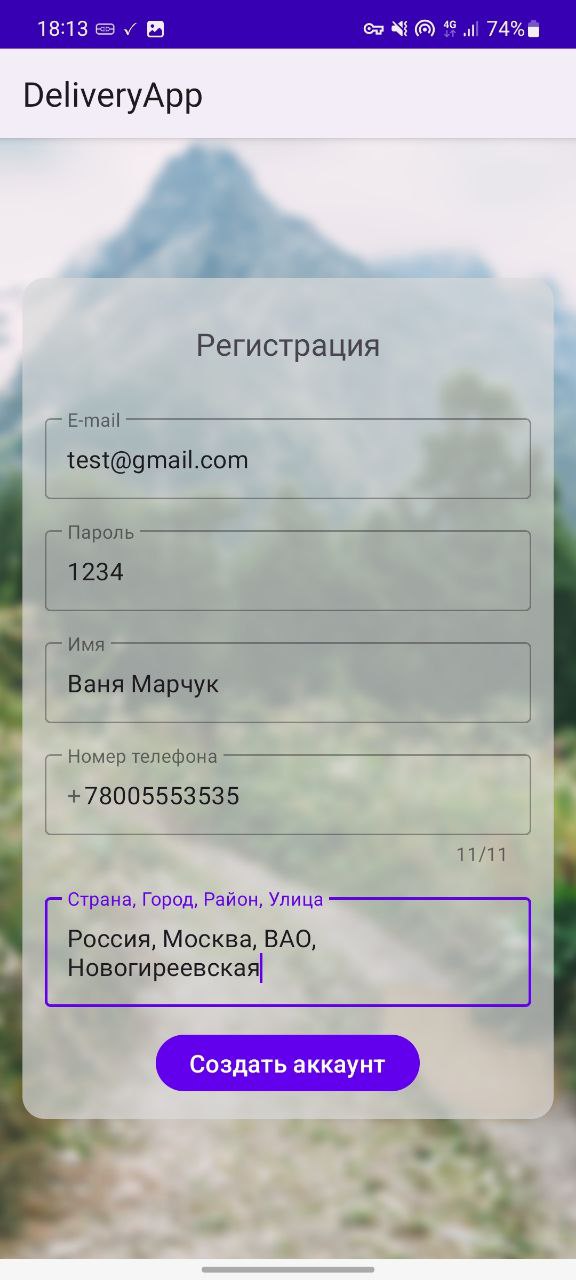 18:13 4G 74%
DeliveryApp
Регистрация
E-mail
test@gmail.com
Пароль
1234
Имя
Ваня Марчук
Номер телефона
+78005553535
11/11
Страна, Город, Район, Улица
Россия, Москва, ВАО,
Новогиреевская
Создать аккаунт